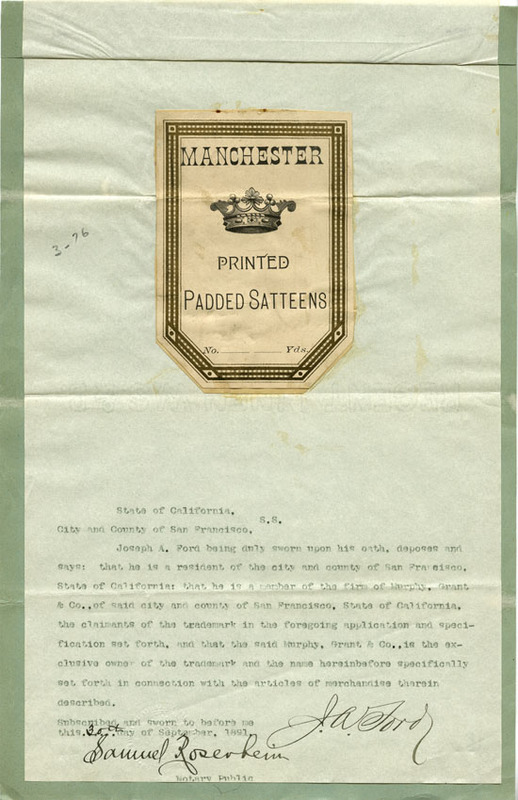 MANCHESTER
PRINTED
PADDED SATTEENS
No. Yds.
3-76
State of California,
S.S.
City and County of San Francisco,
Joseph A. Ford being duly sworn upon his oath, deposes and
says: that he is a resident of the city and county of San Francisco,
State of California: that he is a member of the firm of Murphy, Grant
& Co., of said city and county of San Francisco, State of California,
the claimants of the trademark in the foregoing application and speci-
fication set forth, and that the said Murphy, Grant & Co., is the ex-
clusive owner of the trademark and the name hereinbefore specifically
set forth in connection with the articles of merchandise therein
described.
Subscribed and sworn to before me
this 30th day of September, 1891.
J. A. Ford
Samuel Rosenheim
Notary Public